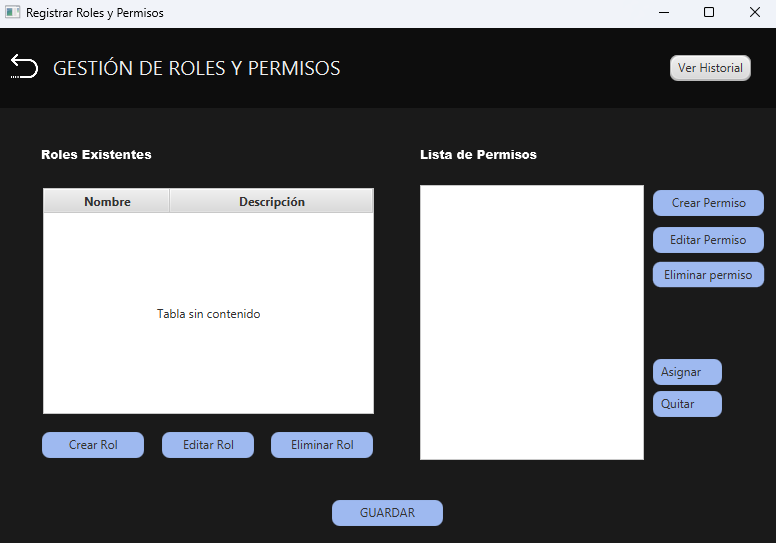 Registrar Roles y Permisos
GESTIÓN DE ROLES Y PERMISOS
Ver Historial
Roles Existentes
Lista de Permisos
Nombre
Descripción
Tabla sin contenido
Crear Permiso
Editar Permiso
Eliminar permiso
Asignar
Quitar
Crear Rol
Editar Rol
Eliminar Rol
GUARDAR